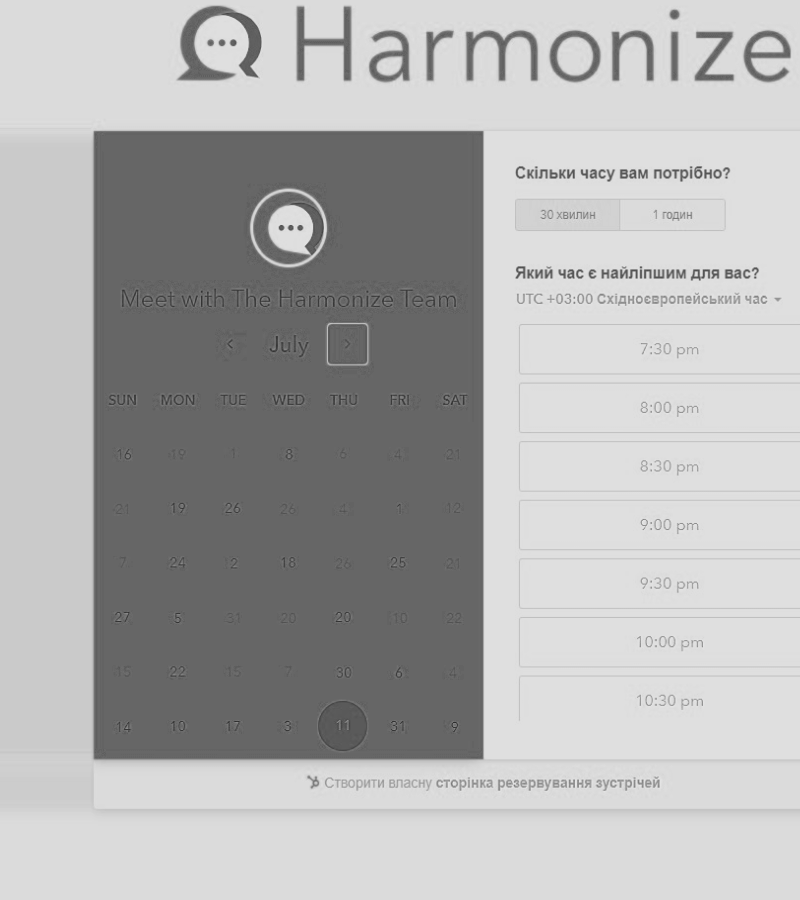 Harmonize
Meet with The Harmonize Team
July
SUN MON TUE WED THU FRI SAT
16 19 1 8 6 4 21
21 19 26 26 4 1 12
7 24 2 18 26 25 21
27 5 31 20 20 10 22
15 22 15 7 30 6 4
14 10 17 3 11 31 9
Скільки часу вам потрібно?
30 хвилин 1 годин
Який час є найліпшим для вас?
UTC +03:00 Східноєвропейський час
7:30 pm
8:00 pm
8:30 pm
9:00 pm
9:30 pm
10:00 pm
10:30 pm
Створити власну сторінка резервування зустрічей